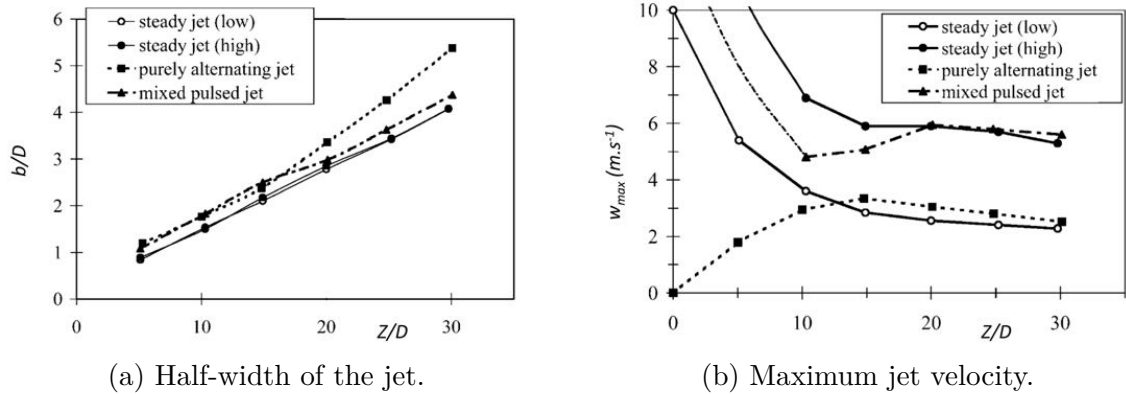 6
5
4
3
2
1
0
b/D
steady jet (low)
steady jet (high)
purely alternating jet
mixed pulsed jet
0 10 20 30
Z/D
(a) Half-width of the jet.
10
8
6
4
2
0
w_max (m.s⁻¹)
steady jet (low)
steady jet (high)
purely alternating jet
mixed pulsed jet
0 10 20 30
Z/D
(b) Maximum jet velocity.